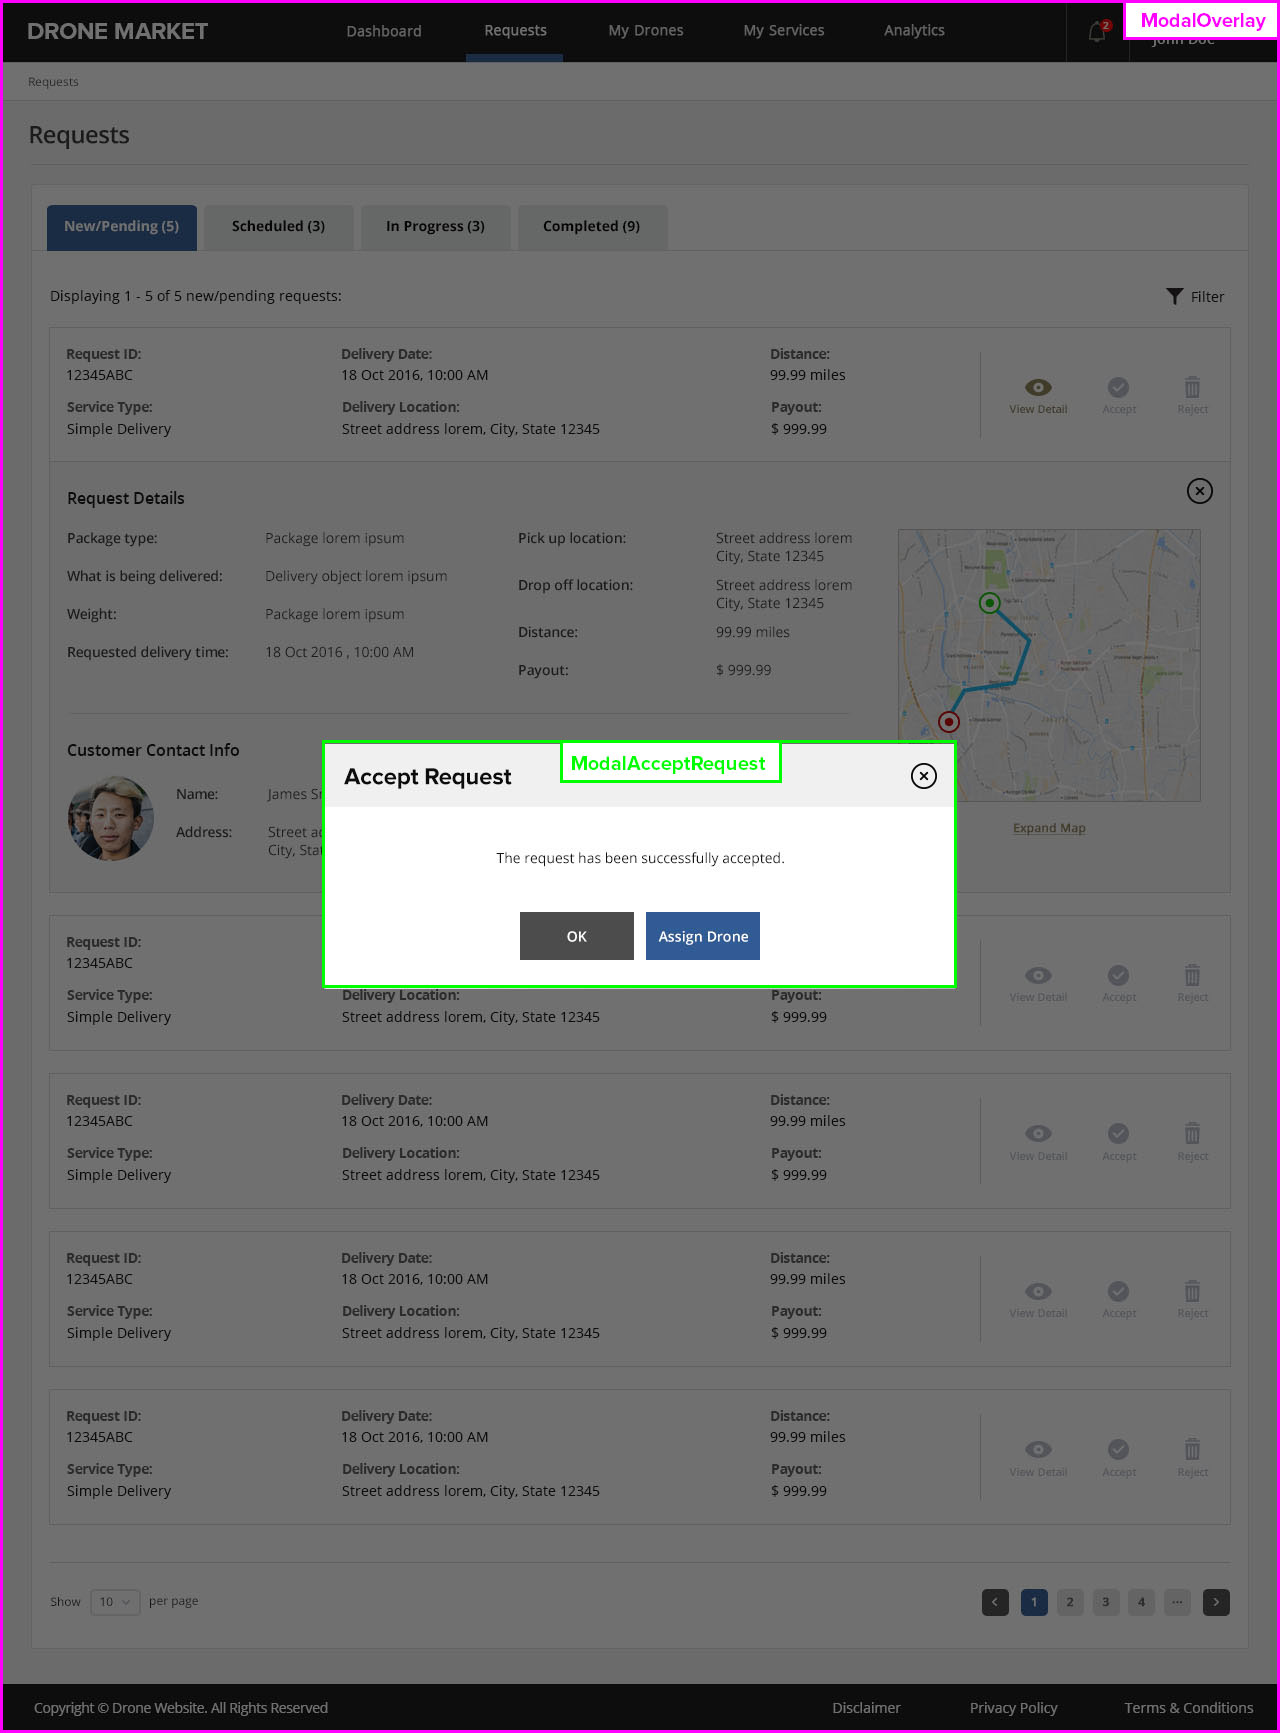 DRONE MARKET
Dashboard
Requests
My Drones
My Services
Analytics
2
ModalOverlay
John Doe
Requests
Requests
New/Pending (5)
Scheduled (3)
In Progress (3)
Completed (9)
Displaying 1 - 5 of 5 new/pending requests:
Filter
Request ID:
12345ABC
Delivery Date:
18 Oct 2016, 10:00 AM
Distance:
99.99 miles
Service Type:
Simple Delivery
Delivery Location:
Street address lorem, City, State 12345
Payout:
$ 999.99
View Detail
Accept
Reject
Request Details
Package type:
Package lorem ipsum
What is being delivered:
Delivery object lorem ipsum
Weight:
Package lorem ipsum
Requested delivery time:
18 Oct 2016 , 10:00 AM
Pick up location:
Street address lorem
City, State 12345
Drop off location:
Street address lorem
City, State 12345
Distance:
99.99 miles
Payout:
$ 999.99
Expand Map
Customer Contact Info
Name:
James
Address:
Street
City,
Accept Request
ModalAcceptRequest
The request has been successfully accepted.
OK
Assign Drone
Request ID:
12345ABC
Service Type:
Simple Delivery
Delivery Location:
Street address lorem, City, State 12345
Payout:
$ 999.99
View Detail
Accept
Reject
Request ID:
12345ABC
Delivery Date:
18 Oct 2016, 10:00 AM
Distance:
99.99 miles
Service Type:
Simple Delivery
Delivery Location:
Street address lorem, City, State 12345
Payout:
$ 999.99
View Detail
Accept
Reject
Request ID:
12345ABC
Delivery Date:
18 Oct 2016, 10:00 AM
Distance:
99.99 miles
Service Type:
Simple Delivery
Delivery Location:
Street address lorem, City, State 12345
Payout:
$ 999.99
View Detail
Accept
Reject
Request ID:
12345ABC
Delivery Date:
18 Oct 2016, 10:00 AM
Distance:
99.99 miles
Service Type:
Simple Delivery
Delivery Location:
Street address lorem, City, State 12345
Payout:
$ 999.99
View Detail
Accept
Reject
Show
10
per page
1
2
3
4
...
Copyright © Drone Website. All Rights Reserved
Disclaimer
Privacy Policy
Terms & Conditions